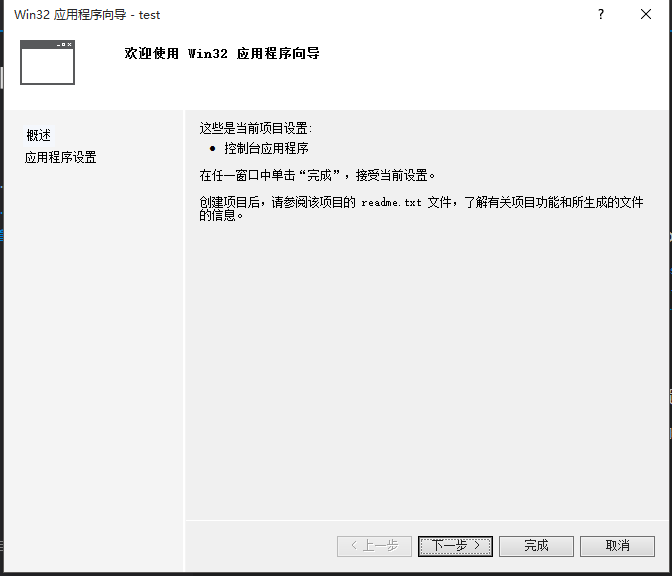 Win32 应用程序向导 - test
欢迎使用 Win32 应用程序向导
概述
应用程序设置
这些是当前项目设置:
• 控制台应用程序
在任一窗口中单击“完成”，接受当前设置。
创建项目后，请参阅该项目的 readme.txt 文件，了解有关项目功能和所生成的文件
的信息。
< 上一步
下一步 >
完成
取消